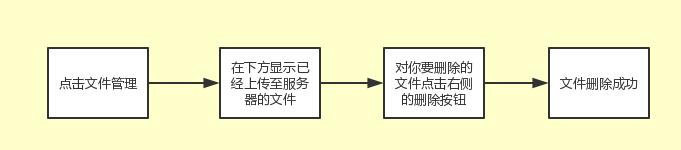 点击文件管理
在下方显示已
经上传至服务
器的文件
对你要删除的
文件点击右侧
的删除按钮
文件删除成功